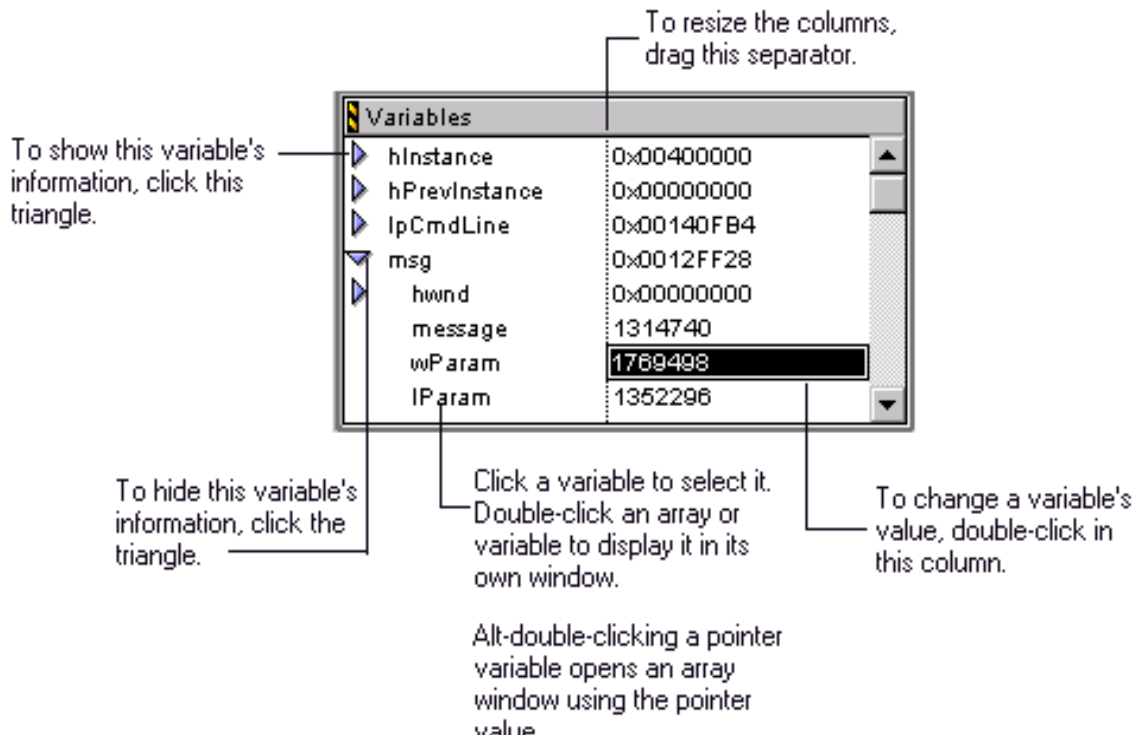 To resize the columns,
drag this separator.
Variables
To show this variable's
information, click this
triangle.
hInstance 0x00400000
hPrevInstance 0x00000000
lpCmdLine 0x00140FB4
msg 0x0012FF28
hwnd 0x00000000
message 1314740
wParam 1769498
lParam 1352296
To hide this variable's
information, click the
triangle.
Click a variable to select it.
Double-click an array or
variable to display it in its
own window.
To change a variable's
value, double-click in
this column.
Alt-double-clicking a pointer
variable opens an array
window using the pointer
value